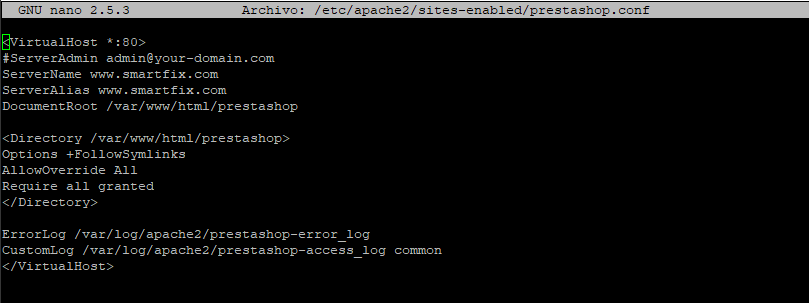 GNU nano 2.5.3 Archivo: /etc/apache2/sites-enabled/prestashop.conf
<VirtualHost *:80>
#ServerAdmin admin@your-domain.com
ServerName www.smartfix.com
ServerAlias www.smartfix.com
DocumentRoot /var/www/html/prestashop
<Directory /var/www/html/prestashop>
Options +FollowSymlinks
AllowOverride All
Require all granted
</Directory>
ErrorLog /var/log/apache2/prestashop-error_log
CustomLog /var/log/apache2/prestashop-access_log common
</VirtualHost>